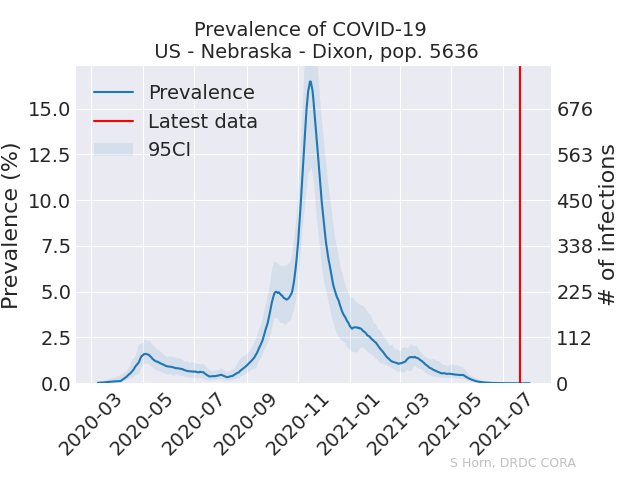 Prevalence of COVID-19
US - Nebraska - Dixon, pop. 5636
Prevalence
Latest data
95CI
Prevalence (%)
15.0
12.5
10.0
7.5
5.0
2.5
0.0
676
563
450
338
225
112
0
# of infections
2020-03
2020-05
2020-07
2020-09
2020-11
2021-01
2021-03
2021-05
2021-07
S Horn, DRDC CORA